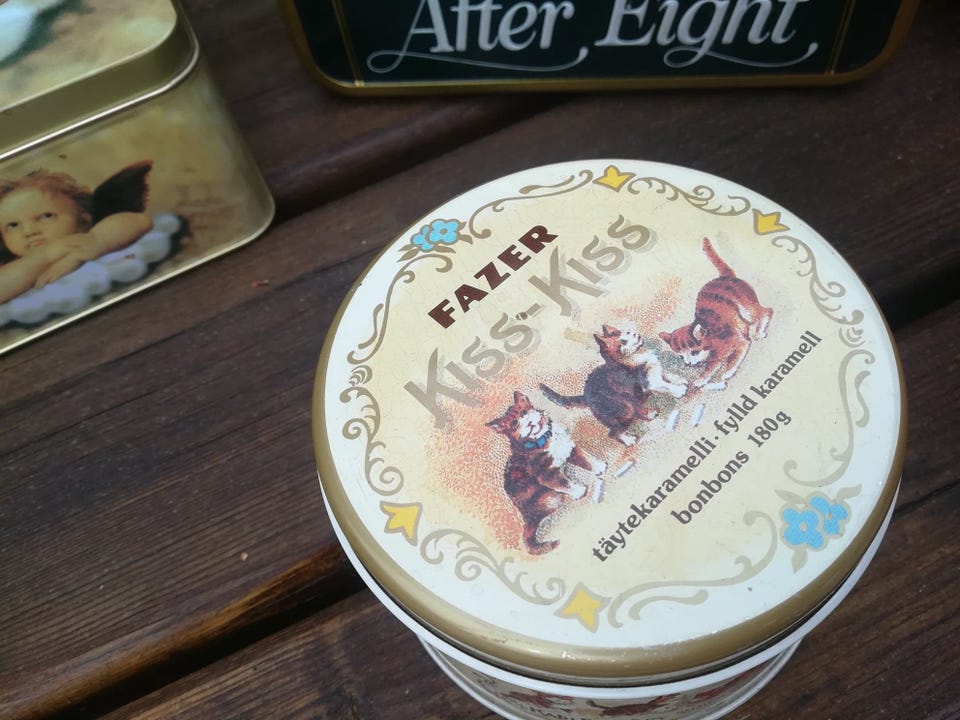 After Eight
FAZER
Kiss-Kiss
täytekaramelli·fylld karamell
bonbons 180g